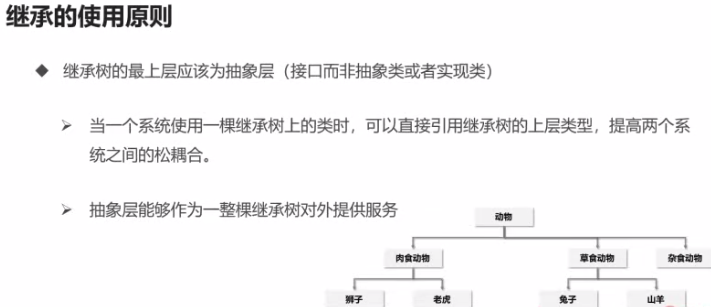 继承的使用原则
◆ 继承树的最上层应该为抽象层（接口而非抽象类或者实现类）
➢ 当一个系统使用一棵继承树上的类时，可以直接引用继承树的上层类型，提高两个系
统之间的松耦合。
➢ 抽象层能够作为一整棵继承树对外提供服务
动物
肉食动物 草食动物 杂食动物
狮子 老虎 兔子 山羊